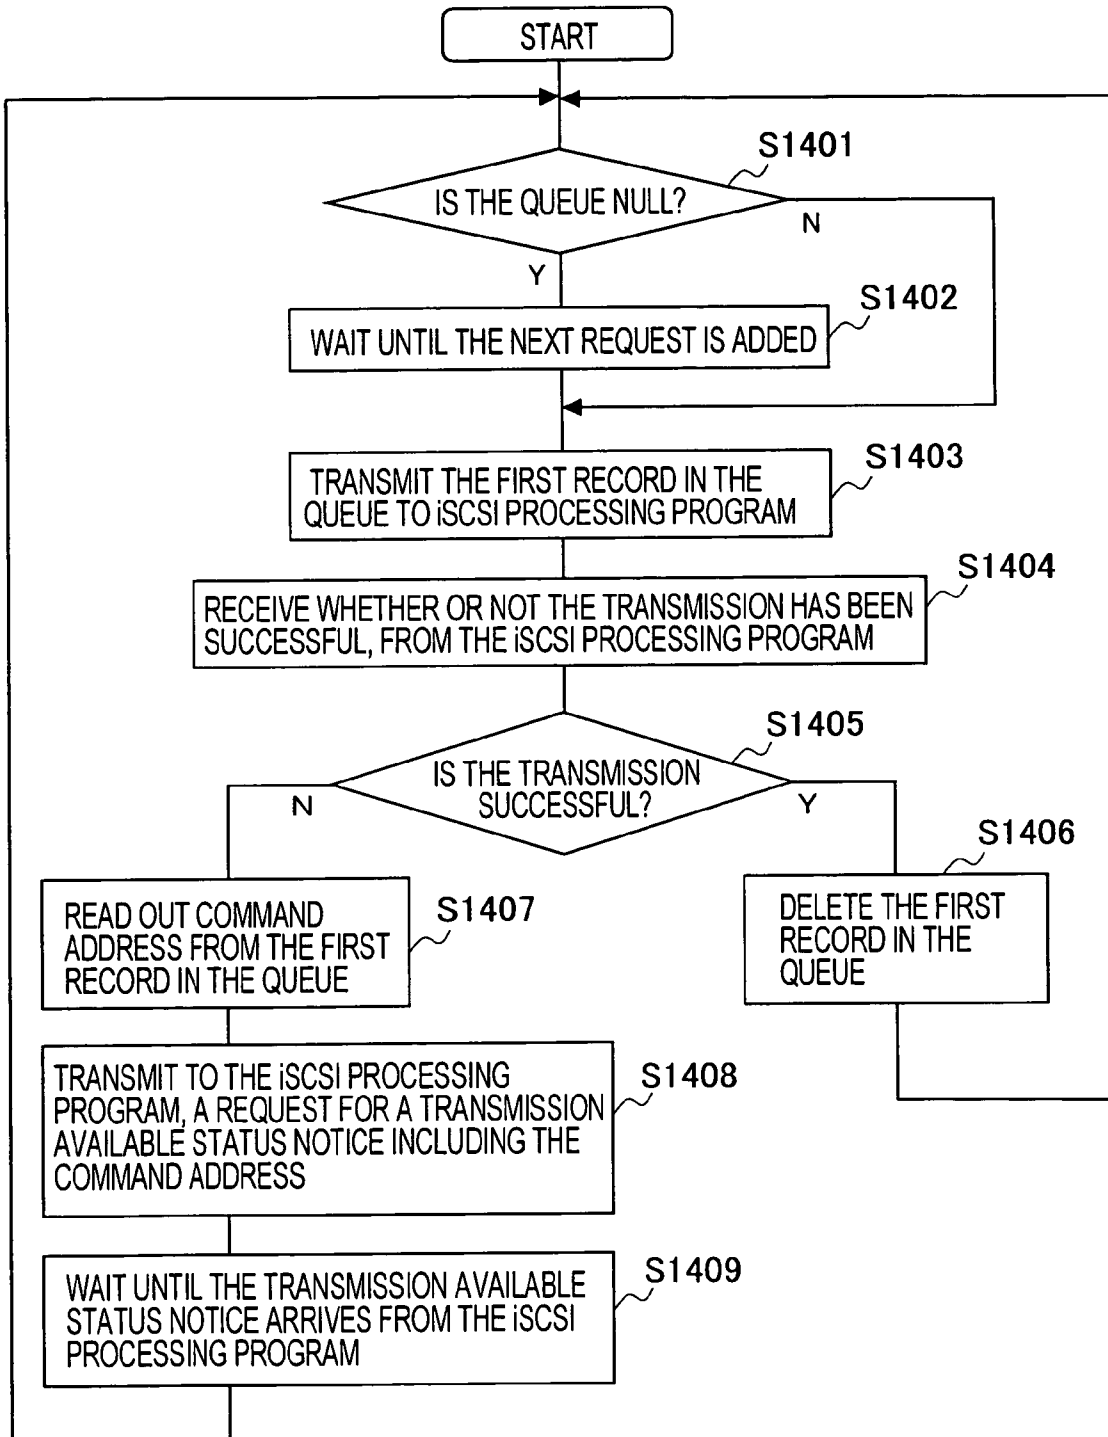 START
S1401
IS THE QUEUE NULL?
N
Y
S1402
WAIT UNTIL THE NEXT REQUEST IS ADDED
S1403
TRANSMIT THE FIRST RECORD IN THE
QUEUE TO iSCSI PROCESSING PROGRAM
S1404
RECEIVE WHETHER OR NOT THE TRANSMISSION HAS BEEN
SUCCESSFUL, FROM THE iSCSI PROCESSING PROGRAM
S1405
IS THE TRANSMISSION
SUCCESSFUL?
N
Y
S1406
DELETE THE FIRST
RECORD IN THE
QUEUE
S1407
READ OUT COMMAND
ADDRESS FROM THE FIRST
RECORD IN THE QUEUE
S1408
TRANSMIT TO THE iSCSI PROCESSING
PROGRAM, A REQUEST FOR A TRANSMISSION
AVAILABLE STATUS NOTICE INCLUDING THE
COMMAND ADDRESS
S1409
WAIT UNTIL THE TRANSMISSION AVAILABLE
STATUS NOTICE ARRIVES FROM THE iSCSI
PROCESSING PROGRAM